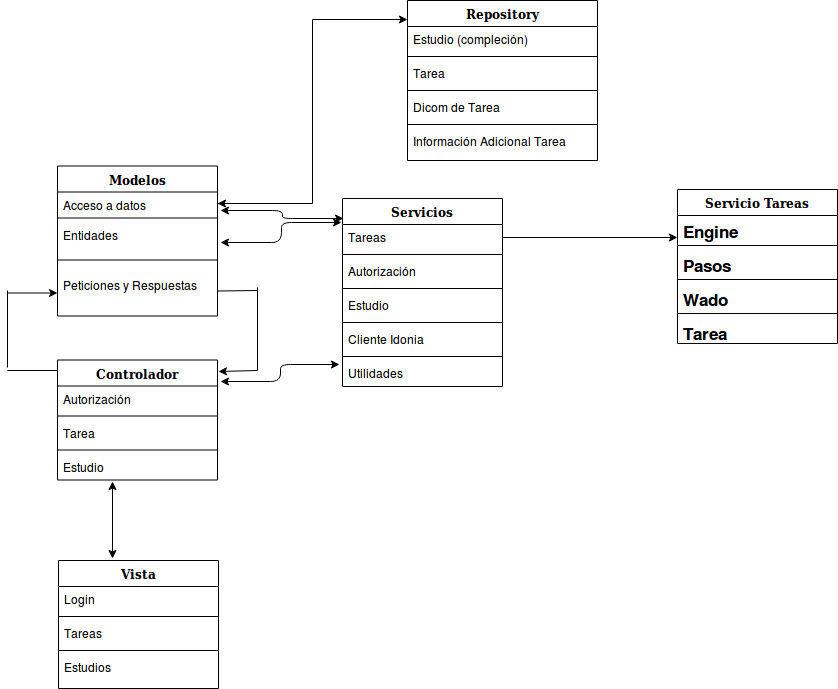 Repository
Estudio (compleción)
Tarea
Dicom de Tarea
Información Adicional Tarea
Modelos
Acceso a datos
Entidades
Peticiones y Respuestas
Servicios
Tareas
Autorización
Estudio
Cliente Idonia
Utilidades
Servicio Tareas
Engine
Pasos
Wado
Tarea
Controlador
Autorización
Tarea
Estudio
Vista
Login
Tareas
Estudios